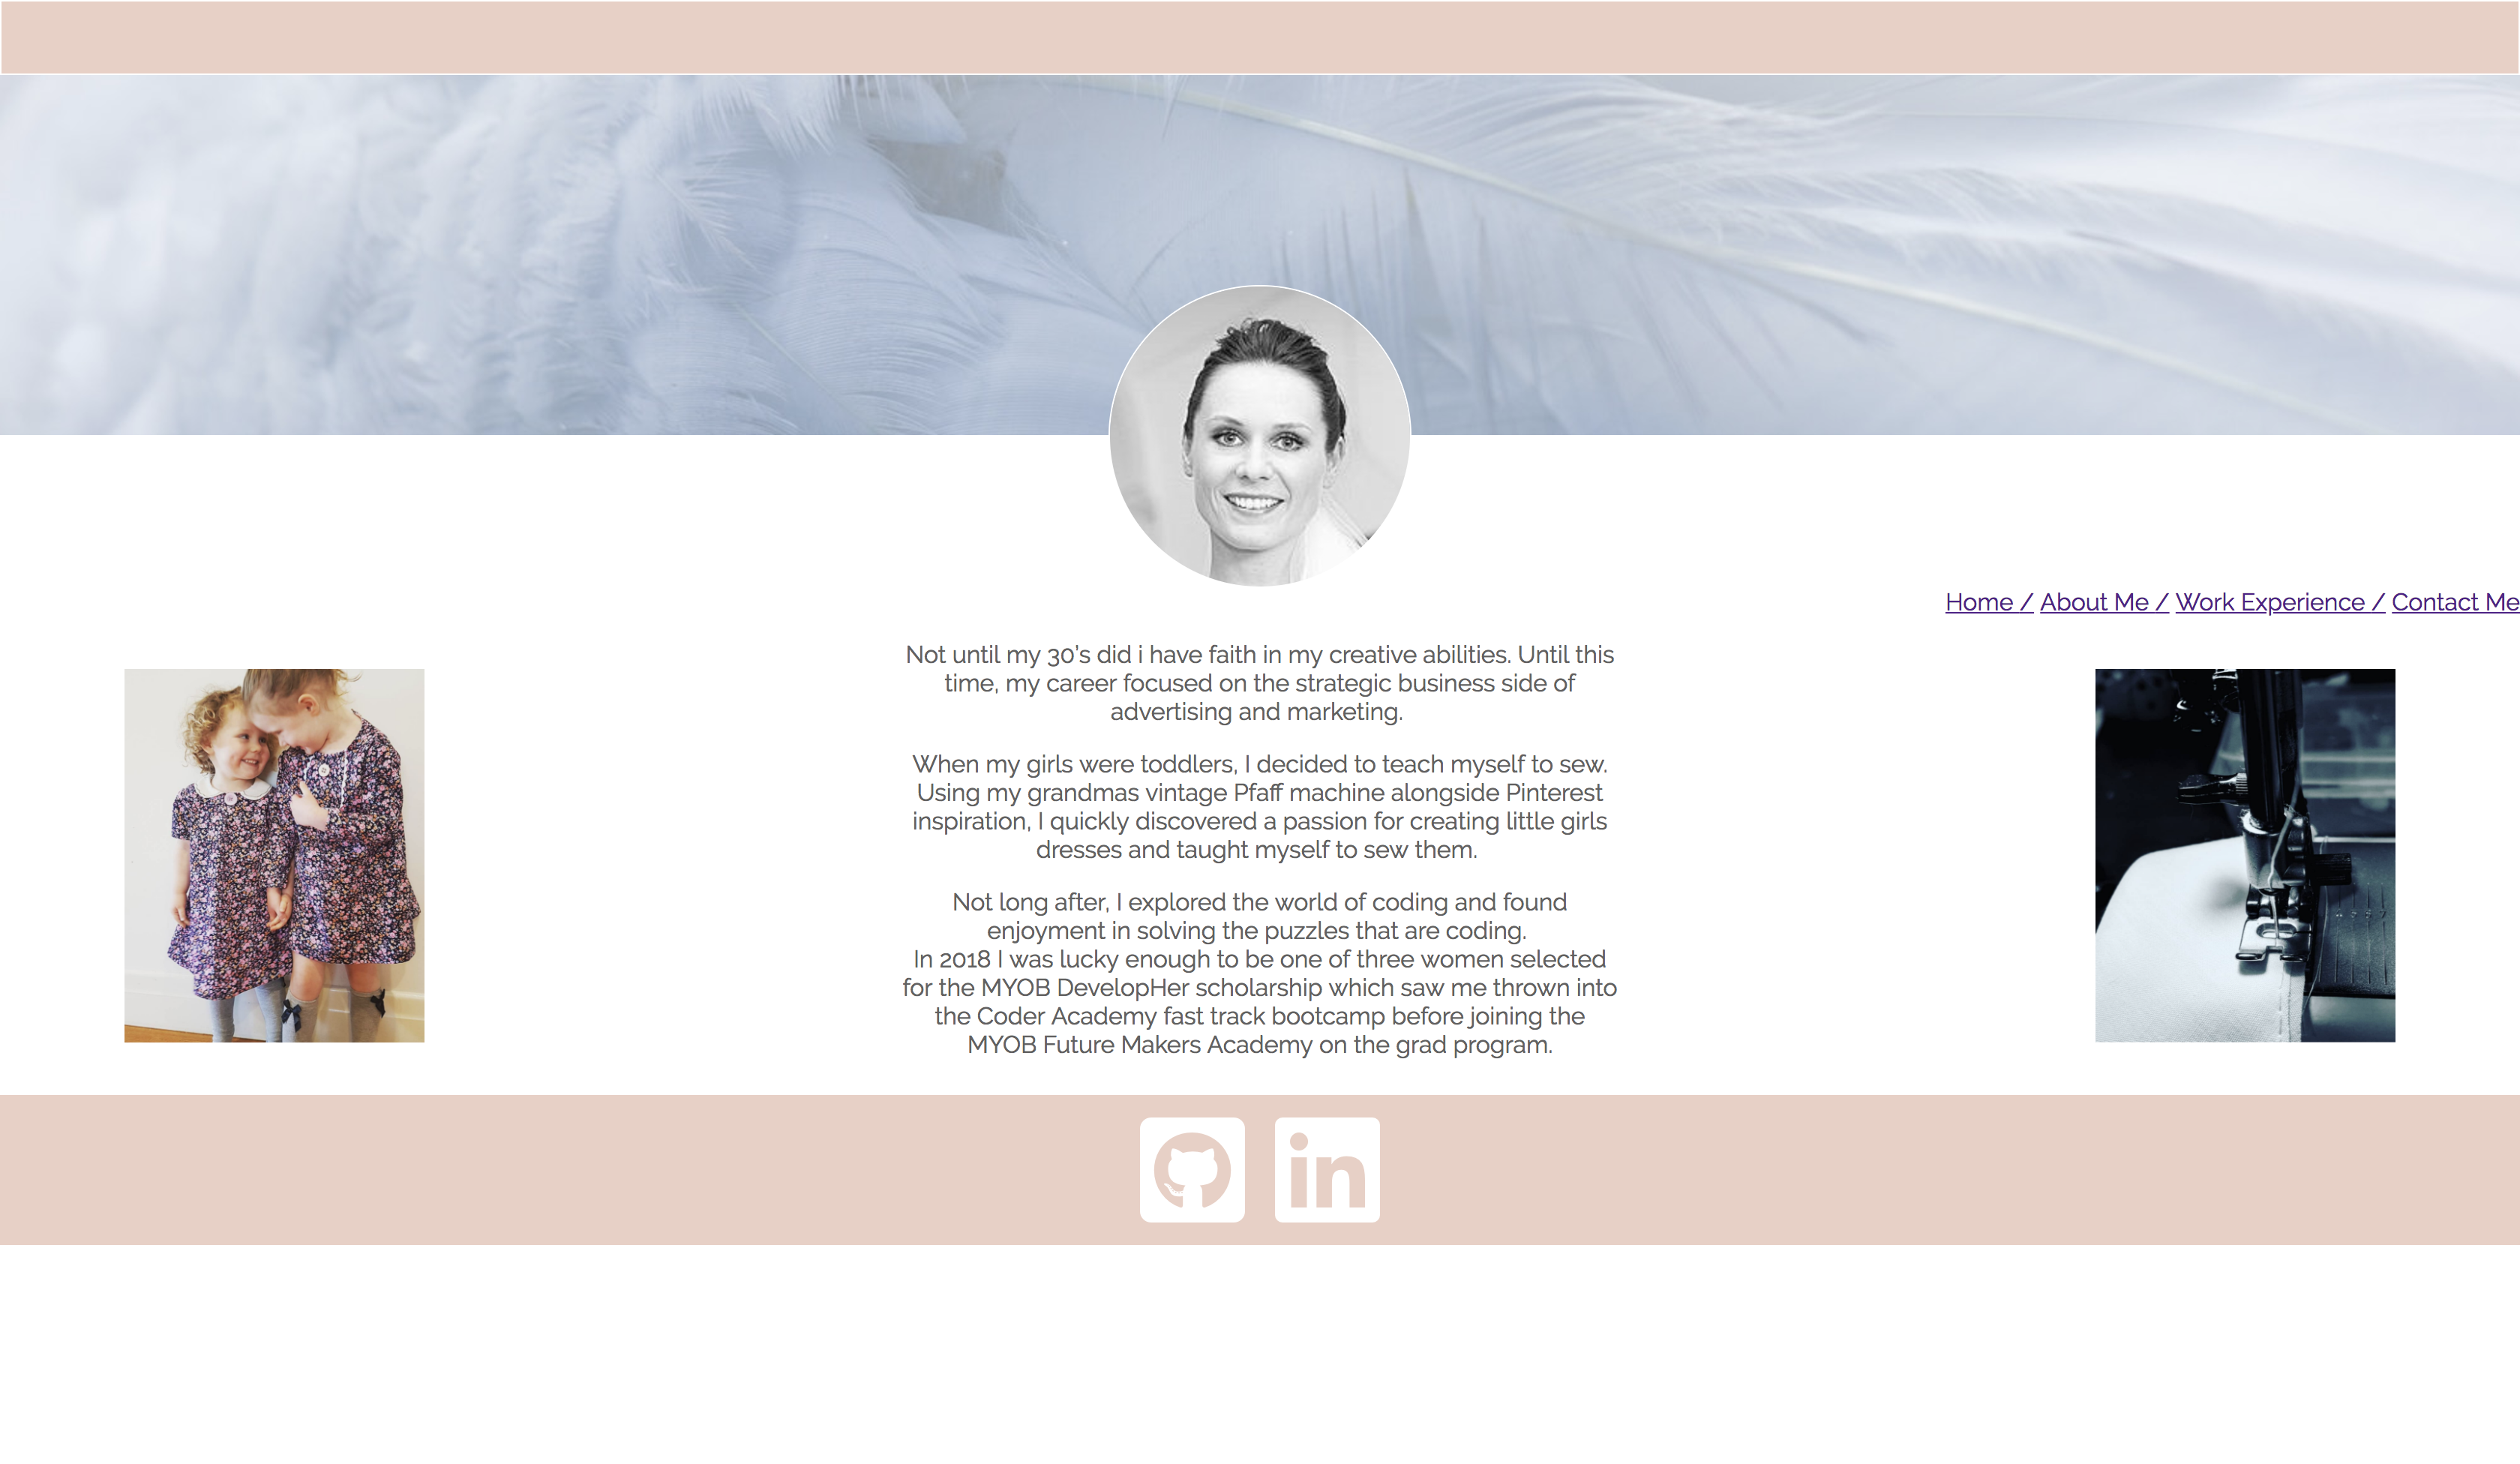 Home / About Me / Work Experience / Contact Me
Not until my 30's did i have faith in my creative abilities. Until this
time, my career focused on the strategic business side of
advertising and marketing.
When my girls were toddlers, I decided to teach myself to sew.
Using my grandmas vintage Pfaff machine alongside Pinterest
inspiration, I quickly discovered a passion for creating little girls
dresses and taught myself to sew them.
Not long after, I explored the world of coding and found
enjoyment in solving the puzzles that are coding.
In 2018 I was lucky enough to be one of three women selected
for the MYOB DevelopHer scholarship which saw me thrown into
the Coder Academy fast track bootcamp before joining the
MYOB Future Makers Academy on the grad program.
in